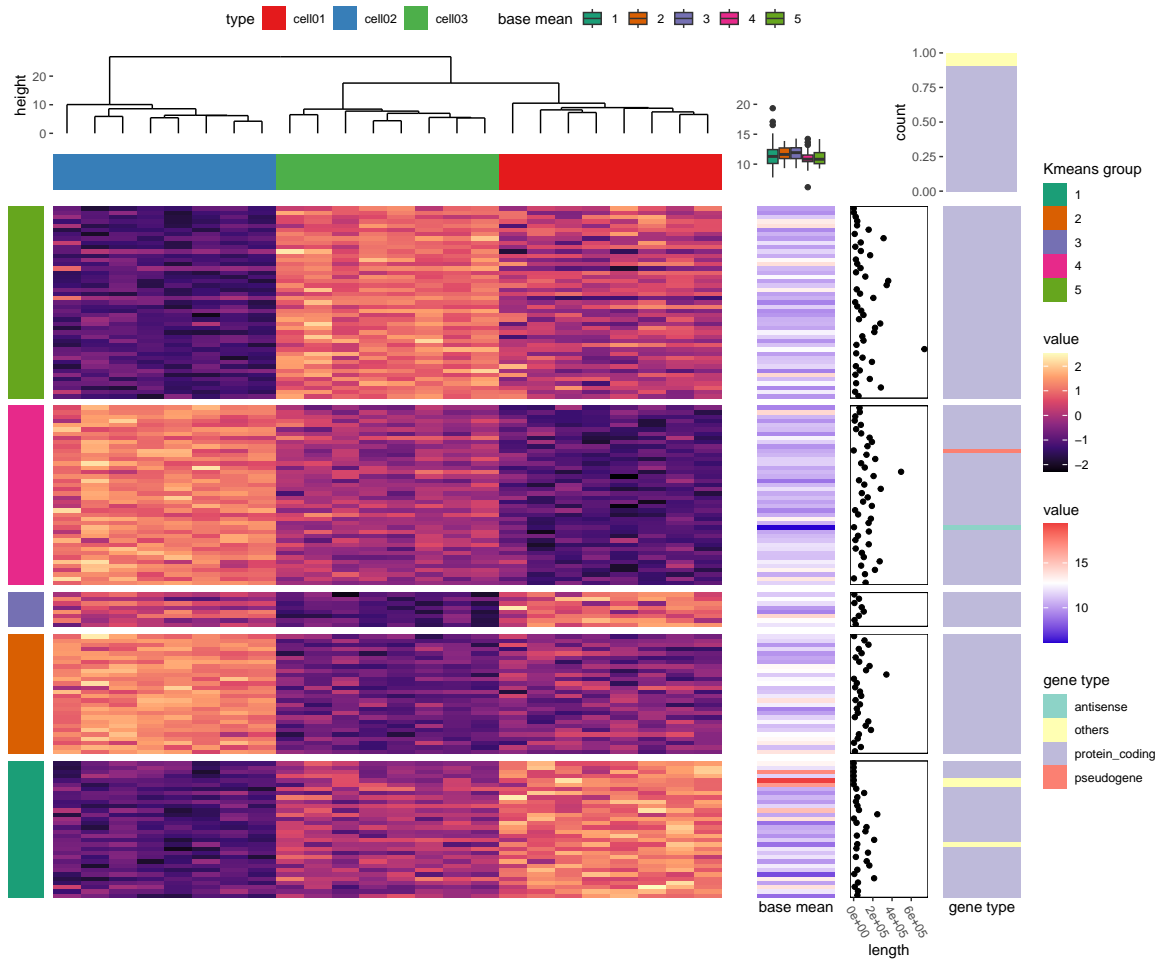 type cell01 cell02 cell03 base mean 1 2 3 4 5
height
20
10
0
20
15
10
count
1.00
0.75
0.50
0.25
0.00
Kmeans group
1
2
3
4
5
value
2
1
0
−1
−2
value
15
10
gene type
antisense
others
protein_coding
pseudogene
base mean
0e+00
2e+05
4e+05
6e+05
length
gene type